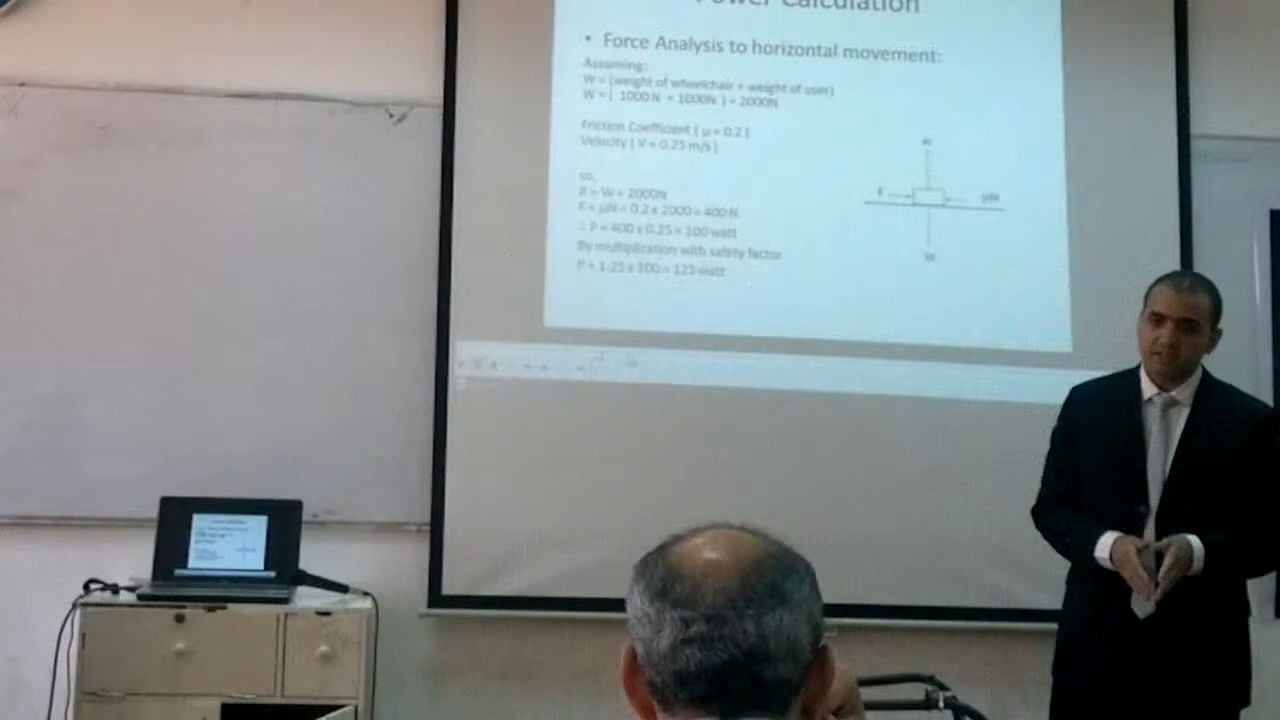 Power Calculation
• Force Analysis to horizontal movement:
Assuming:
W = (weight of wheelchair + weight of user)
W = ( 1000 N + 1000N ) = 2000N
Friction Coefficient ( μ = 0.2 )
Velocity ( V = 0.25 m/s )
so,
R = W = 2000N
F = μN = 0.2 x 2000 = 400 N
∴ P = 400 x 0.25 = 100 watt
By multiplication with safety factor
P = 1.25 x 100 = 125 watt
F
μN
W